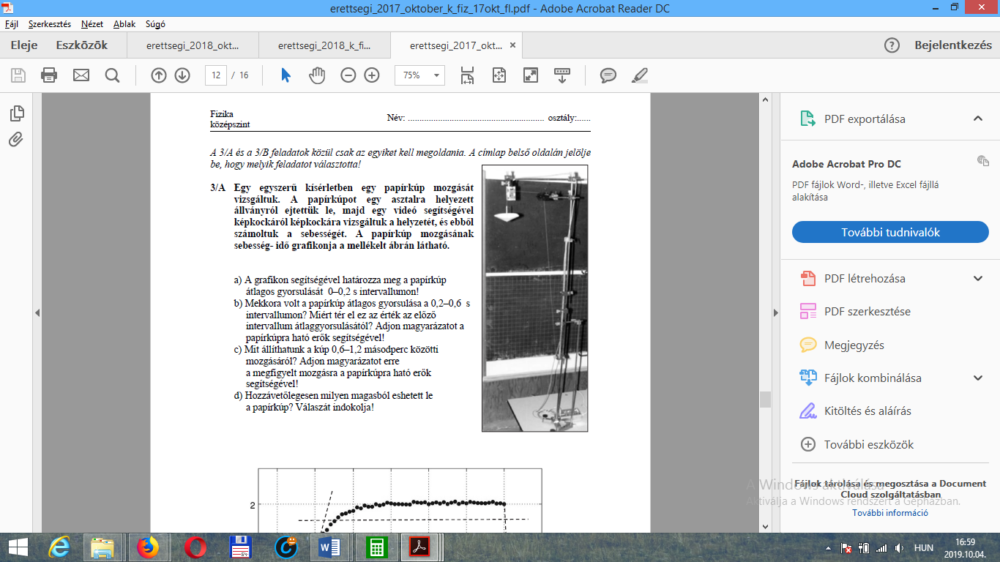 erettsegi_2017_oktober_k_fiz_17okt_fl.pdf - Adobe Acrobat Reader DC
Fájl Szerkesztés Nézet Ablak Súgó
Eleje Eszközök erettsegi_2018_okt... erettsegi_2018_k_fi... erettsegi_2017_okt... × Bejelentkezés
12 / 16 75%
Fizika
középszint
Név: ........................................................... osztály:......
A 3/A és a 3/B feladatok közül csak az egyiket kell megoldania. A címlap belső oldalán jelölje
be, hogy melyik feladatot választotta!
3/A Egy egyszerű kísérletben egy papírkúp mozgását
vizsgáltuk. A papírkúpot egy asztalra helyezett
állványról ejtettük le, majd egy videó segítségével
képkockáról képkockára vizsgáltuk a helyzetét, és ebből
számoltuk a sebességét. A papírkúp mozgásának
sebesség- idő grafikonja a mellékelt ábrán látható.
a) A grafikon segítségével határozza meg a papírkúp
átlagos gyorsulását 0–0,2 s intervallumon!
b) Mekkora volt a papírkúp átlagos gyorsulása a 0,2–0,6 s
intervallumon? Miért tér el ez az érték az előző
intervallum átlaggyorsulásától? Adjon magyarázatot a
papírkúpra ható erők segítségével!
c) Mit állíthatunk a kúp 0,6–1,2 másodperc közötti
mozgásáról? Adjon magyarázatot erre
a megfigyelt mozgásra a papírkúpra ható erők
segítségével!
d) Hozzávetőlegesen milyen magasból eshetett le
a papírkúp? Válaszát indokolja!
2
PDF exportálása
Adobe Acrobat Pro DC
PDF fájlok Word-, illetve Excel fájllá
alakítása
További tudnivalók
PDF létrehozása
PDF szerkesztése
Megjegyzés
Fájlok kombinálása
Kitöltés és aláírás
További eszközök
Fájlok tárolása és megosztása a Document
Cloud szolgáltatásban
További információ
A Windows aktiválása
Aktiválja a Windows rendszert a Gépházban.
HUN
16:59
2019.10.04.